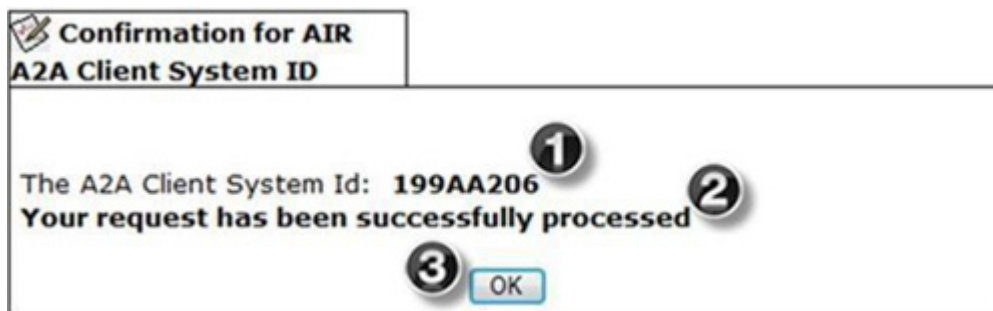 Confirmation for AIR
A2A Client System ID
1
The A2A Client System Id: 199AA206
2
Your request has been successfully processed
3
OK